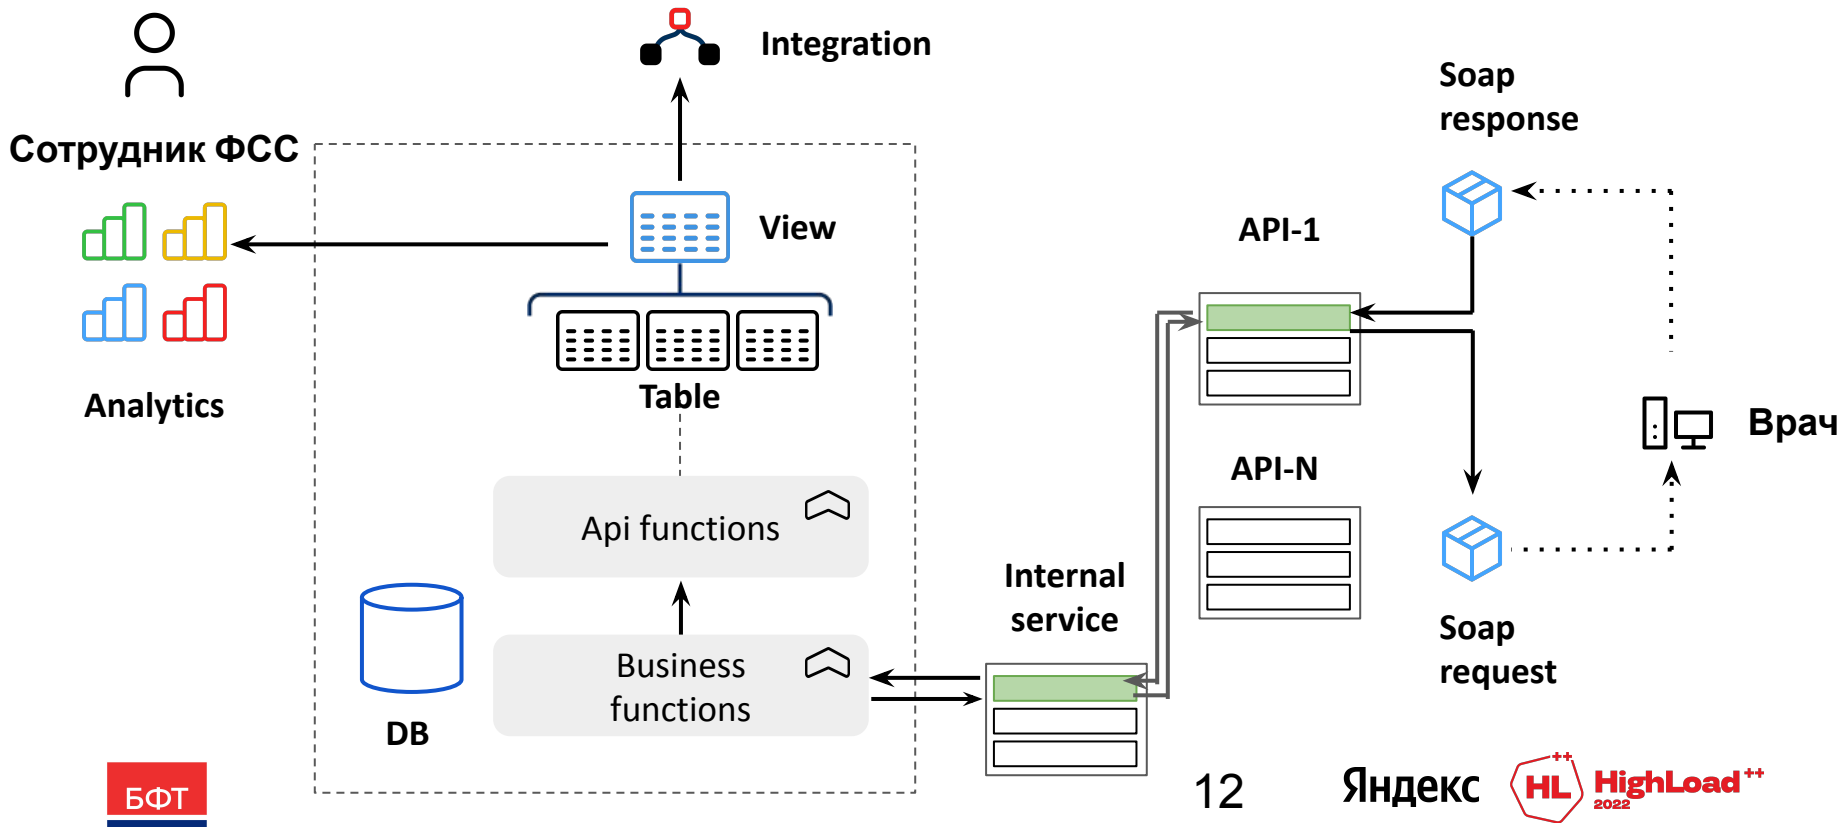 Integration
Soap
response
Сотрудник ФСС
View
API-1
Analytics
Table
Врач
API-N
Api functions
Internal
service
Soap
request
Business
functions
DB
БФТ
12
Яндекс
HL++
HighLoad++
2022